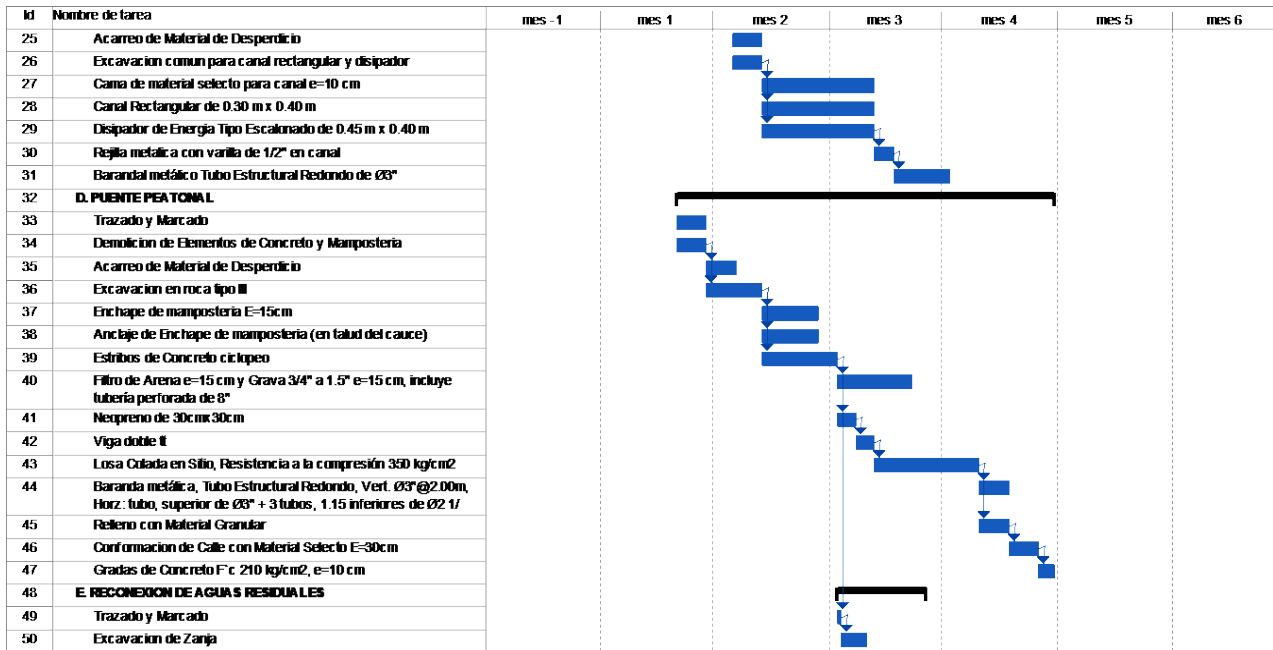 Id Nombre de tarea mes -1 mes 1 mes 2 mes 3 mes 4 mes 5 mes 6
25 Acarreo de Material de Desperdicio
26 Excavacion comun para canal rectangular y disipador
27 Cama de material selecto para canal e=10 cm
28 Canal Rectangular de 0.30 m x 0.40 m
29 Disipador de Energia Tipo Escalonado de 0.45 m x 0.40 m
30 Rejilla metalica con varilla de 1/2" en canal
31 Barandal metálico Tubo Estructural Redondo de Ø3"
32 D. PUENTE PEATONAL
33 Trazado y Marcado
34 Demolicion de Elementos de Concreto y Mamposteria
35 Acarreo de Material de Desperdicio
36 Excavacion en roca tipo III
37 Enchape de mamposteria E=15cm
38 Anclaje de Enchape de mamposteria (en talud del cauce)
39 Estribos de Concreto ciclopeo
40 Filtro de Arena e=15 cm y Grava 3/4" a 1.5" e=15 cm, incluye
tubería perforada de 8"
41 Neopreno de 30cmx30cm
42 Viga doble
43 Losa Colada en Sitio, Resistencia a la compresión 350 kg/cm2
44 Baranda metálica, Tubo Estructural Redondo, Vert. Ø3"@2.00m,
Horz: tubo, superior de Ø3" + 3 tubos, 1.15 inferiores de Ø2 1/
45 Relleno con Material Granular
46 Conformacion de Calle con Material Selecto E=30cm
47 Gradas de Concreto F`c 210 kg/cm2, e=10 cm
48 E. RECONEXION DE AGUAS RESIDUALES
49 Trazado y Marcado
50 Excavacion de Zanja